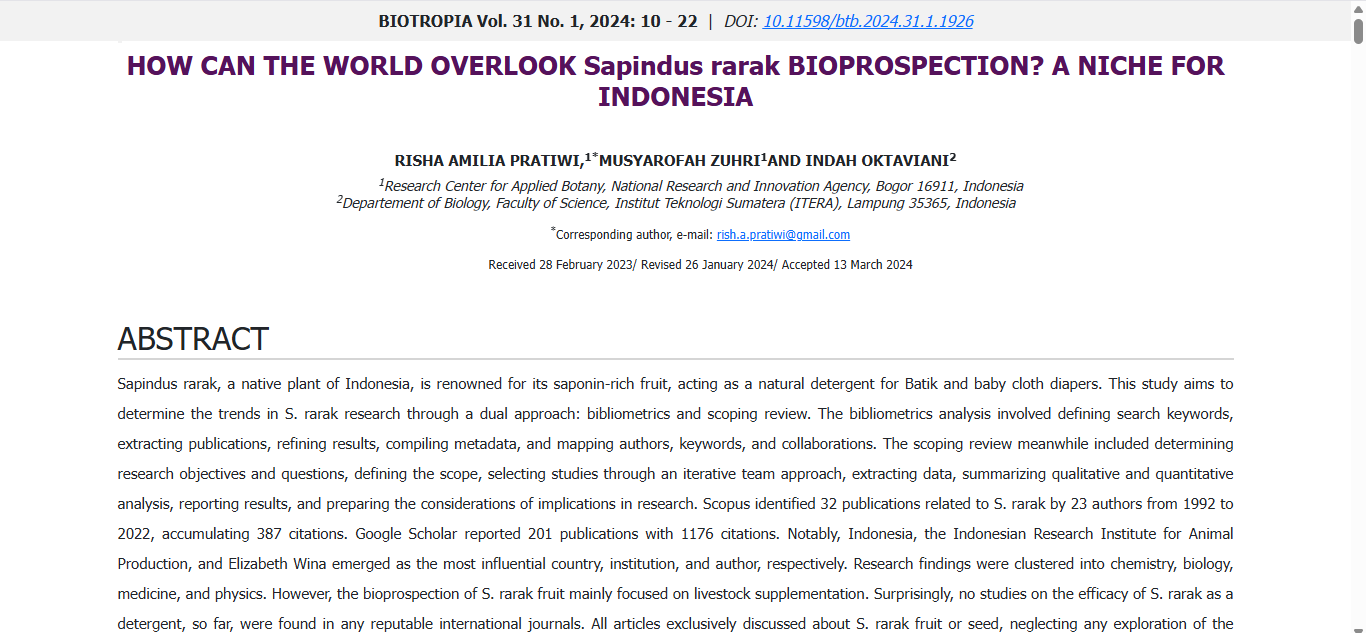 BIOTROPIA Vol. 31 No. 1, 2024: 10 - 22 | DOI: 10.11598/btb.2024.31.1.1926
HOW CAN THE WORLD OVERLOOK Sapindus rarak BIOPROSPECTION? A NICHE FOR
INDONESIA
RISHA AMILIA PRATIWI,1*MUSYAROFAH ZUHRI1AND INDAH OKTAVIANI2
1Research Center for Applied Botany, National Research and Innovation Agency, Bogor 16911, Indonesia
2Departement of Biology, Faculty of Science, Institut Teknologi Sumatera (ITERA), Lampung 35365, Indonesia
*Corresponding author, e-mail: rish.a.pratiwi@gmail.com
Received 28 February 2023/ Revised 26 January 2024/ Accepted 13 March 2024
ABSTRACT
Sapindus rarak, a native plant of Indonesia, is renowned for its saponin-rich fruit, acting as a natural detergent for Batik and baby cloth diapers. This study aims to
determine the trends in S. rarak research through a dual approach: bibliometrics and scoping review. The bibliometrics analysis involved defining search keywords,
extracting publications, refining results, compiling metadata, and mapping authors, keywords, and collaborations. The scoping review meanwhile included determining
research objectives and questions, defining the scope, selecting studies through an iterative team approach, extracting data, summarizing qualitative and quantitative
analysis, reporting results, and preparing the considerations of implications in research. Scopus identified 32 publications related to S. rarak by 23 authors from 1992 to
2022, accumulating 387 citations. Google Scholar reported 201 publications with 1176 citations. Notably, Indonesia, the Indonesian Research Institute for Animal
Production, and Elizabeth Wina emerged as the most influential country, institution, and author, respectively. Research findings were clustered into chemistry, biology,
medicine, and physics. However, the bioprospection of S. rarak fruit mainly focused on livestock supplementation. Surprisingly, no studies on the efficacy of S. rarak as a
detergent, so far, were found in any reputable international journals. All articles exclusively discussed about S. rarak fruit or seed, neglecting any exploration of the